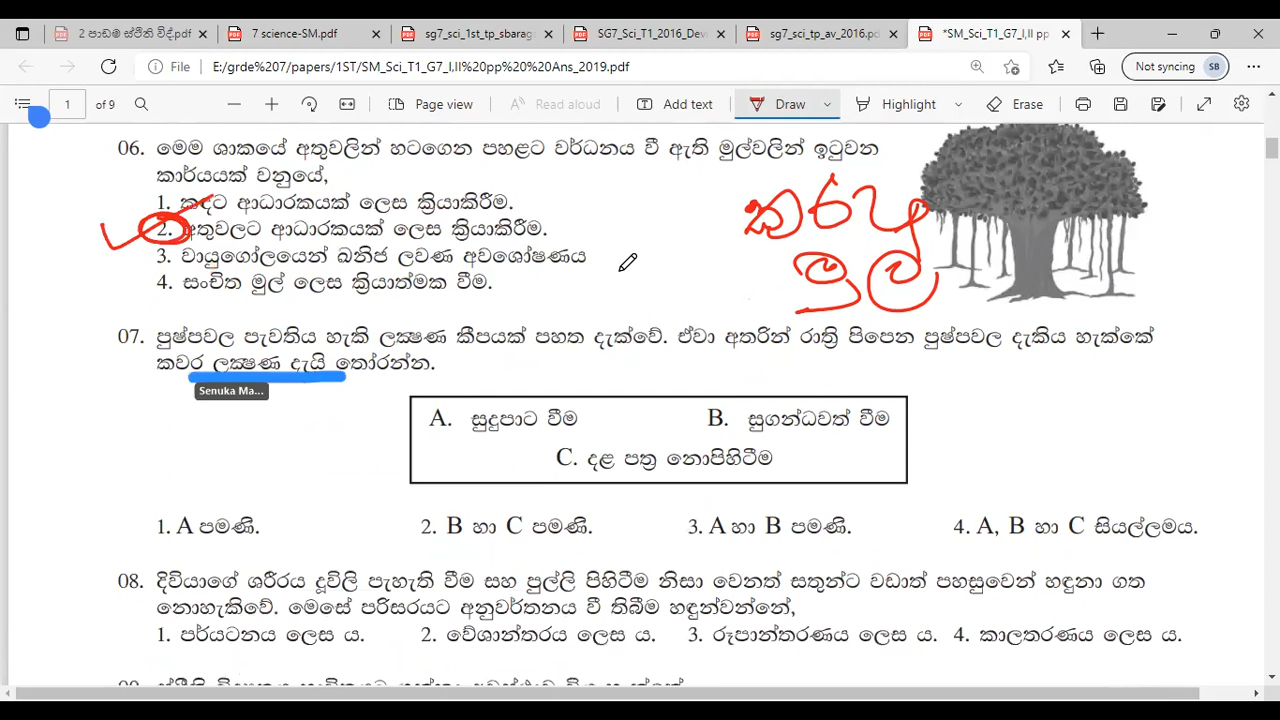 2 පාඩම ස්ථිති විද්.pdf
7 science-SM.pdf
sg7_sci_1st_tp_sbarag
SG7_Sci_T1_2016_Deve
sg7_sci_tp_av_2016.pd
*SM_Sci_T1_G7_I,II pp
File
E:/grde%207/papers/1ST/SM_Sci_T1_G7_I,II%20pp%20%20Ans_2019.pdf
Not syncing
SB
1 of 9
Page view
Read aloud
Add text
Draw
Highlight
Erase
06. මෙම ශාකයේ අතුවලින් හටගෙන පහළට වර්ධනය වී ඇති මුල්වලින් ඉටුවන
කාර්යයක් වනුයේ,
1. කඳට ආධාරකයක් ලෙස ක්‍රියාකිරීම.
2. අතුවලට ආධාරකයක් ලෙස ක්‍රියාකිරීම.
3. වායුගෝලයෙන් ඛනිජ ලවණ අවශෝෂණය
4. සංචිත මුල් ලෙස ක්‍රියාත්මක වීම.
කරු
මුල්
07. පුෂ්පවල පැවතිය හැකි ලක්ෂණ කීපයක් පහත දැක්වේ. ඒවා අතරින් රාත්‍රි පිපෙන පුෂ්පවල දැකිය හැක්කේ
කවර ලක්ෂණ දැයි තෝරන්න.
Senuka Ma...
A. සුදුපාට වීම B. සුගන්ධවත් වීම
C. දළ පත්‍ර නොපිහිටීම
1. A පමණි. 2. B හා C පමණි. 3. A හා B පමණි. 4. A, B හා C සියල්ලමය.
08. දිවියාගේ ශරීරය දූවිලි පැහැති වීම සහ පුල්ලි පිහිටීම නිසා වෙනත් සතුන්ට වඩාත් පහසුවෙන් හඳුනා ගත
නොහැකිවේ. මෙසේ පරිසරයට අනුවර්තනය වී තිබීම හඳුන්වන්නේ,
1. පර්යටනය ලෙස ය. 2. වේශාන්තරය ලෙස ය. 3. රූපාන්තරණය ලෙස ය. 4. කාලතරණය ලෙස ය.